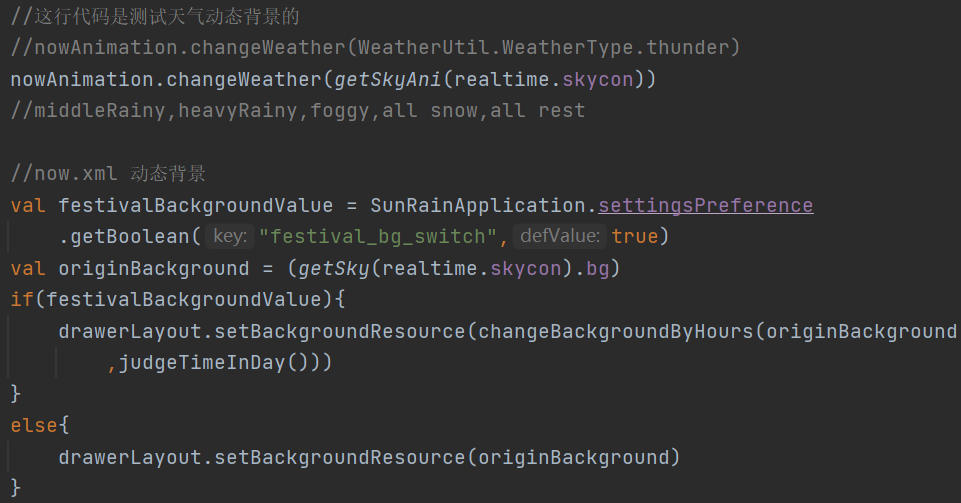 //这行代码是测试天气动态背景的
//nowAnimation.changeWeather(WeatherUtil.WeatherType.thunder)
nowAnimation.changeWeather(getSkyAni(realtime.skycon))
//middleRainy,heavyRainy,foggy,all snow,all rest
//now.xml 动态背景
val festivalBackgroundValue = SunRainApplication.settingsPreference
.getBoolean( key: "festival_bg_switch", defValue: true)
val originBackground = (getSky(realtime.skycon).bg)
if(festivalBackgroundValue){
drawerLayout.setBackgroundResource(changeBackgroundByHours(originBackground
,judgeTimeInDay()))
}
else{
drawerLayout.setBackgroundResource(originBackground)
}